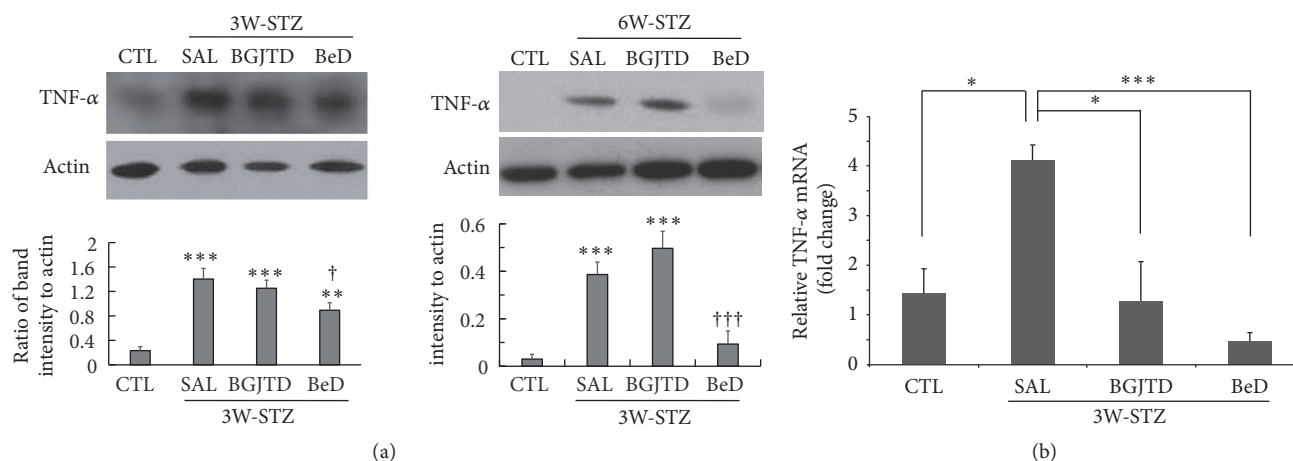 3W-STZ
CTL SAL BGJTD BeD
TNF-α
Actin
Ratio of band
intensity to actin
2
1.6
1.2
0.8
0.4
0
***
***
†
**
CTL SAL BGJTD BeD
3W-STZ
6W-STZ
CTL SAL BGJTD BeD
TNF-α
Actin
intensity to actin
0.6
0.4
0.2
0
***
***
†††
CTL SAL BGJTD BeD
3W-STZ
(a)
Relative TNF-α mRNA
(fold change)
5
4
3
2
1
0
*
***
*
CTL SAL BGJTD BeD
3W-STZ
(b)